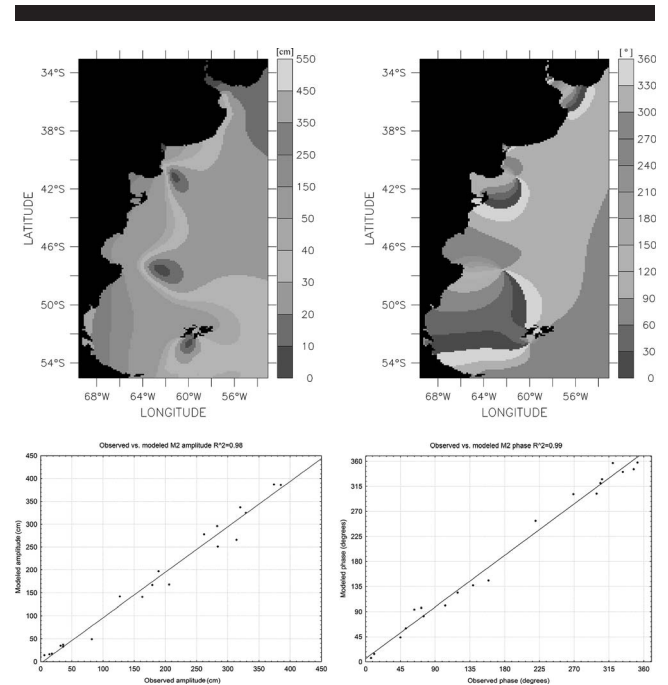 [cm]
550
450
350
250
150
50
40
30
20
10
0
34°S
38°S
42°S
46°S
50°S
54°S
LATITUDE
68°W 64°W 60°W 56°W
LONGITUDE
[°]
360
330
300
270
240
210
180
150
120
90
60
30
0
34°S
38°S
42°S
46°S
50°S
54°S
LATITUDE
68°W 64°W 60°W 56°W
LONGITUDE
Observed vs. modeled M2 amplitude R^2=0.98
450
400
350
300
250
200
150
100
50
0
Modeled amplitude (cm)
0 50 100 150 200 250 300 350 400 450
Observed amplitude (cm)
Observed vs. modeled M2 phase R^2=0.99
360
315
270
225
180
135
90
45
0
Modeled phase (degrees)
0 45 90 135 180 225 270 315 360
Observed phase (degrees)